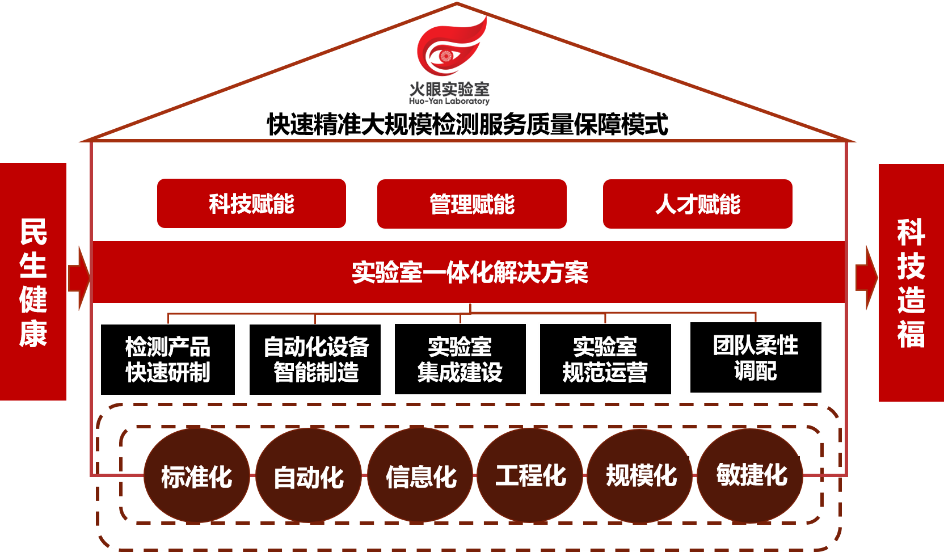 火眼实验室
Huo-Yan Laboratory
快速精准大规模检测服务质量保障模式
民生健康
科技赋能
管理赋能
人才赋能
科技造福
实验室一体化解决方案
检测产品
快速研制
自动化设备
智能制造
实验室
集成建设
实验室
规范运营
团队柔性
调配
标准化
自动化
信息化
工程化
规模化
敏捷化